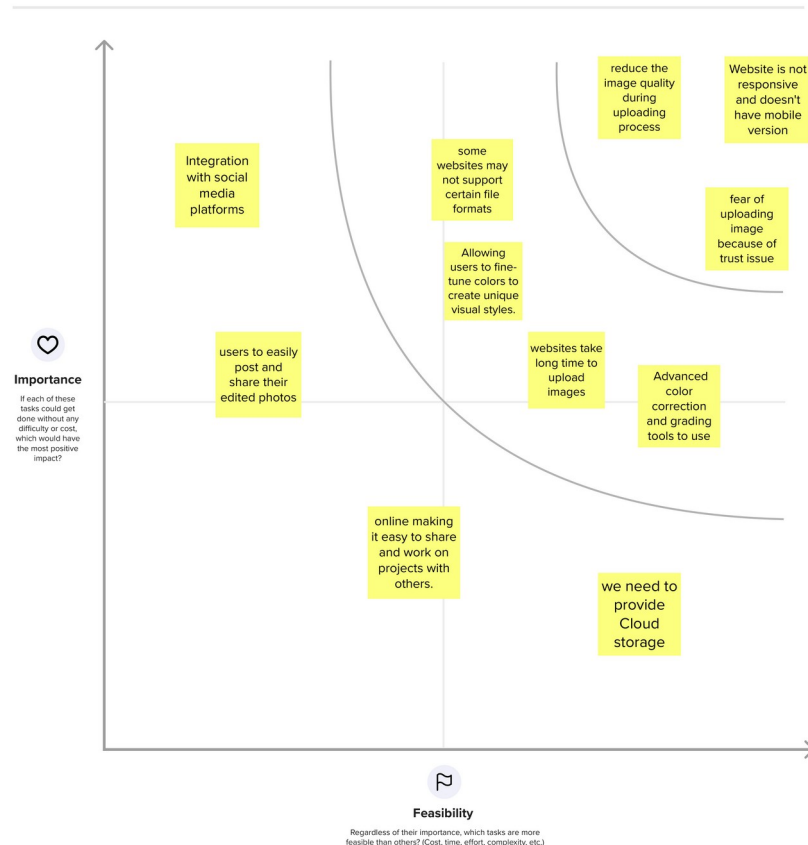 reduce the
image quality
during
uploading
process
Website is not
responsive
and doesn't
have mobile
version
Integration
with social
media
platforms
some
websites may
not support
certain file
formats
fear of
uploading
image
because of
trust issue
Allowing
users to fine-
tune colors to
create unique
visual styles.
users to easily
post and
share their
edited photos
websites take
long time to
upload
images
Advanced
color
correction
and grading
tools to use
Importance
If each of these
tasks could get
done without any
difficulty or cost,
which would have
the most positive
impact?
online making
it easy to share
and work on
projects with
others.
we need to
provide
Cloud
storage
Feasibility
Regardless of their importance, which tasks are more
feasible than others? (Cost, time, effort, complexity, etc.)